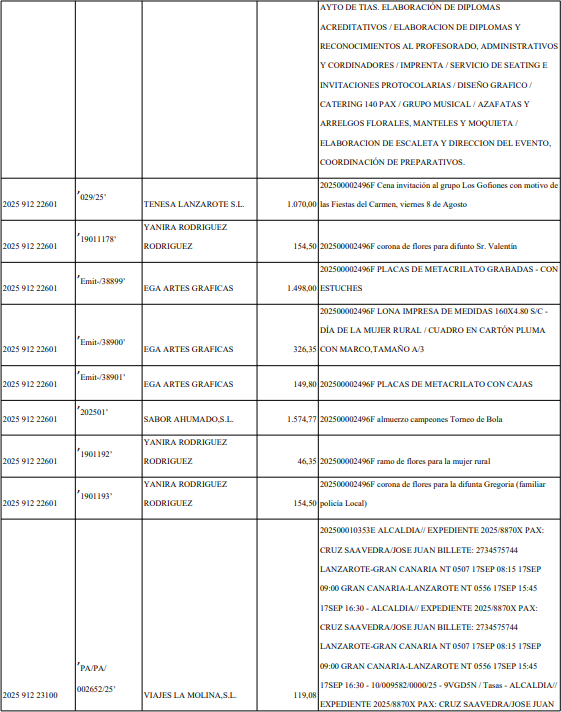 AYTO DE TIAS. ELABORACIÓN DE DIPLOMAS
ACREDITATIVOS / ELABORACION DE DIPLOMAS Y
RECONOCIMIENTOS AL PROFESORADO, ADMINISTRATIVOS
Y CORDINADORES / IMPRENTA / SERVICIO DE SEATING E
INVITACIONES PROTOCOLARIAS / DISEÑO GRAFICO /
CATERING 140 PAX / GRUPO MUSICAL / AZAFATAS Y
ARRELGOS FLORALES, MANTELES Y MOQUIETA /
ELABORACION DE ESCALETA Y DIRECCION DEL EVENTO,
COORDINACIÓN DE PREPARATIVOS.
2025 912 22601 '029/25' TENESA LANZAROTE S.L. 1.070,00 202500002496F Cena invitación al grupo Los Gofiones con motivo de
las Fiestas del Carmen, viernes 8 de Agosto
2025 912 22601 '19011178' YANIRA RODRIGUEZ
RODRIGUEZ 154,50 202500002496F corona de flores para difunto Sr. Valentín
2025 912 22601 'Emit-/38899' EGA ARTES GRAFICAS 1.498,00 202500002496F PLACAS DE METACRILATO GRABADAS - CON
ESTUCHES
2025 912 22601 'Emit-/38900' EGA ARTES GRAFICAS 326,35 202500002496F LONA IMPRESA DE MEDIDAS 160X4.80 S/C -
DÍA DE LA MUJER RURAL / CUADRO EN CARTÓN PLUMA
CON MARCO,TAMAÑO A/3
2025 912 22601 'Emit-/38901' EGA ARTES GRAFICAS 149,80 202500002496F PLACAS DE METACRILATO CON CAJAS
2025 912 22601 '202501' SABOR AHUMADO,S.L. 1.574,77 202500002496F almuerzo campeones Torneo de Bola
2025 912 22601 '1901192' YANIRA RODRIGUEZ
RODRIGUEZ 46,35 202500002496F ramo de flores para la mujer rural
2025 912 22601 '1901193' YANIRA RODRIGUEZ
RODRIGUEZ 154,50 202500002496F corona de flores para la difunta Gregoria (familiar
policía Local)
2025 912 23100 'PA/PA/
002652/25' VIAJES LA MOLINA,S.L. 119,08 202500010353E ALCALDIA// EXPEDIENTE 2025/8870X PAX:
CRUZ SAAVEDRA/JOSE JUAN BILLETE: 2734575744
LANZAROTE-GRAN CANARIA NT 0507 17SEP 08:15 17SEP
09:00 GRAN CANARIA-LANZAROTE NT 0556 17SEP 15:45
17SEP 16:30 - ALCALDIA// EXPEDIENTE 2025/8870X PAX:
CRUZ SAAVEDRA/JOSE JUAN BILLETE: 2734575744
LANZAROTE-GRAN CANARIA NT 0507 17SEP 08:15 17SEP
09:00 GRAN CANARIA-LANZAROTE NT 0556 17SEP 15:45
17SEP 16:30 - 10/009582/0000/25 - 9VGD5N / Tasas - ALCALDIA//
EXPEDIENTE 2025/8870X PAX: CRUZ SAAVEDRA/JOSE JUAN